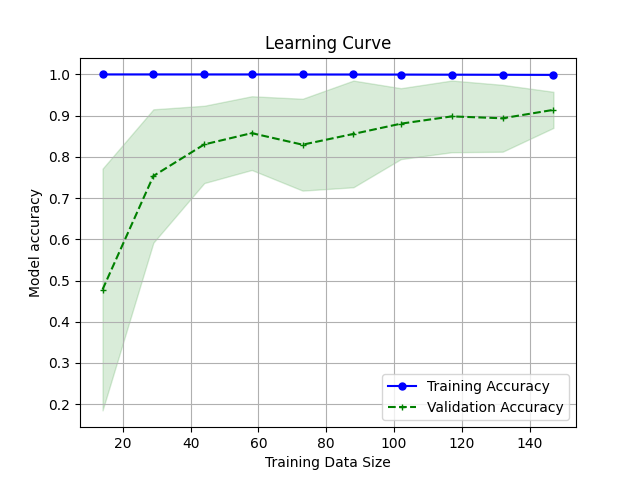 Learning Curve
1.0
0.9
0.8
0.7
0.6
0.5
0.4
0.3
0.2
Model accuracy
20 40 60 80 100 120 140
Training Data Size
Training Accuracy
Validation Accuracy